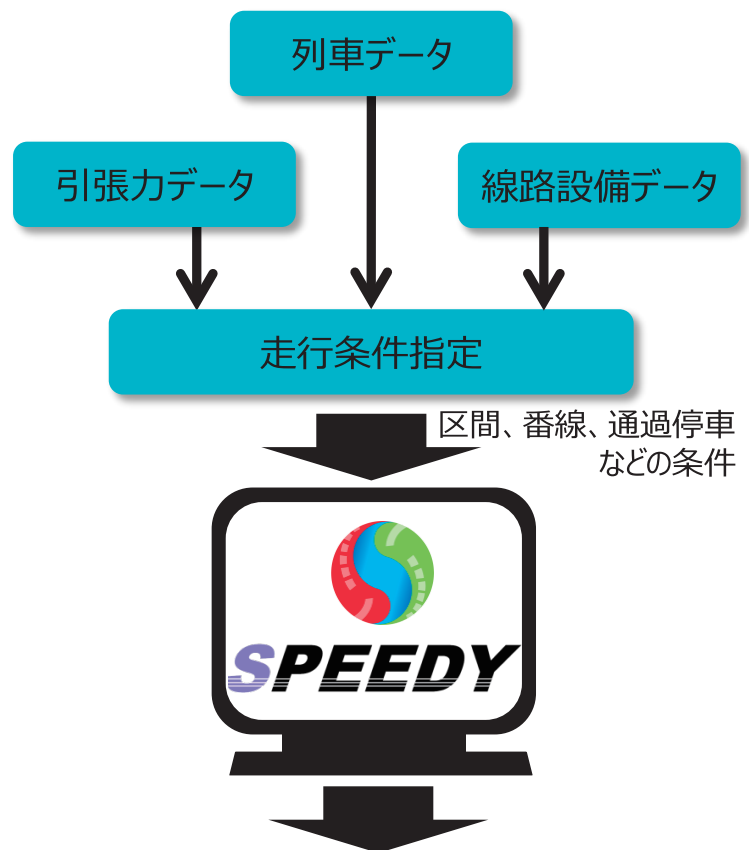 列車データ
引張力データ
線路設備データ
走行条件指定
区間、番線、通過停車
などの条件
SPEEDY